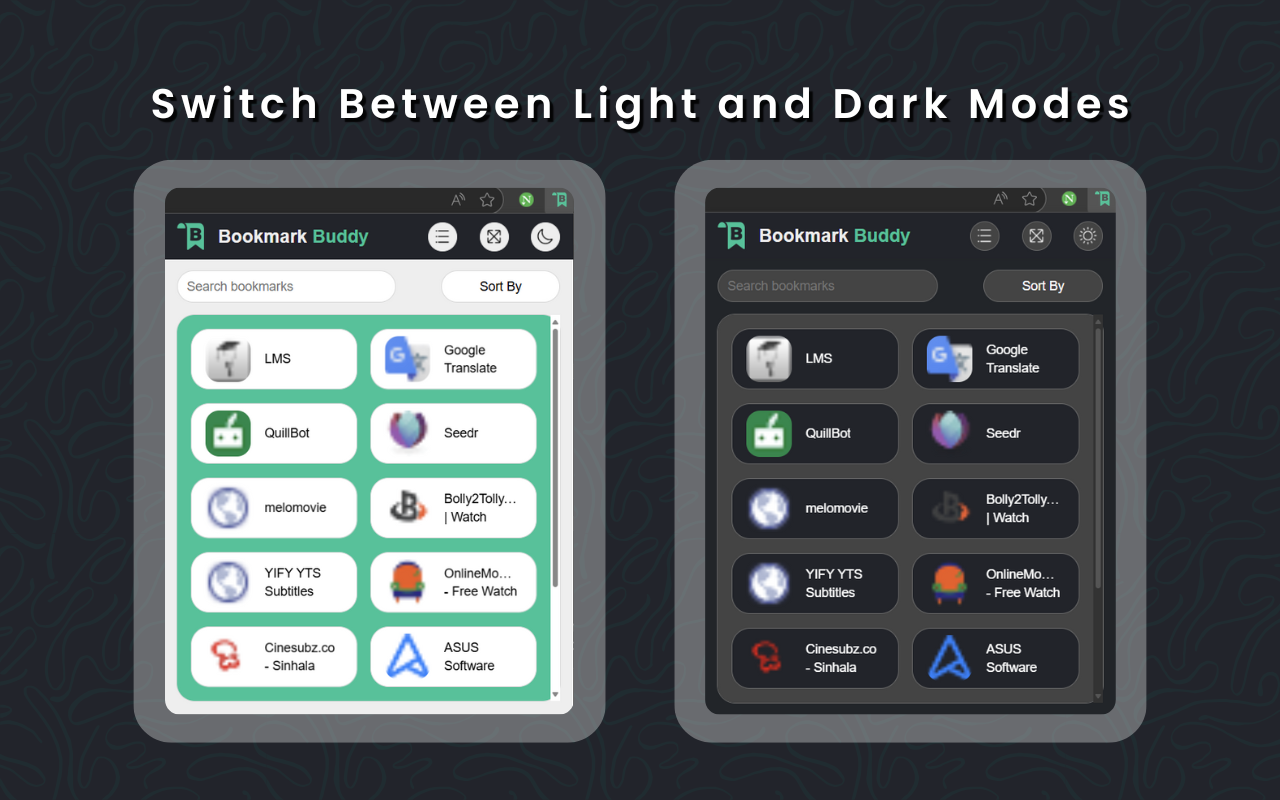 Switch Between Light and Dark Modes
Bookmark Buddy
Search bookmarks
Sort By
LMS
Google
Translate
QuillBot
Seedr
melomovie
Bolly2Tolly...
| Watch
YIFY YTS
Subtitles
OnlineMo...
- Free Watch
Cinesubz.co
- Sinhala
ASUS
Software
Bookmark Buddy
Search bookmarks
Sort By
LMS
Google
Translate
QuillBot
Seedr
melomovie
Bolly2Tolly...
| Watch
YIFY YTS
Subtitles
OnlineMo...
- Free Watch
Cinesubz.co
- Sinhala
ASUS
Software